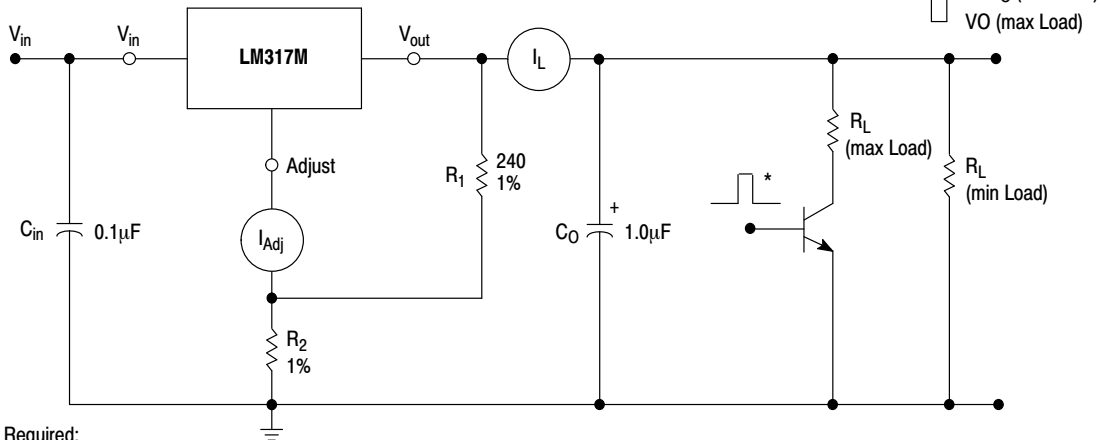 VO (max Load)
Vin
Vin
LM317M
Vout
IL
Adjust
R1
240
1%
RL
(max Load)
RL
(min Load)
*
Cin
0.1μF
IAdj
+
CO
1.0μF
R2
1%
Required: